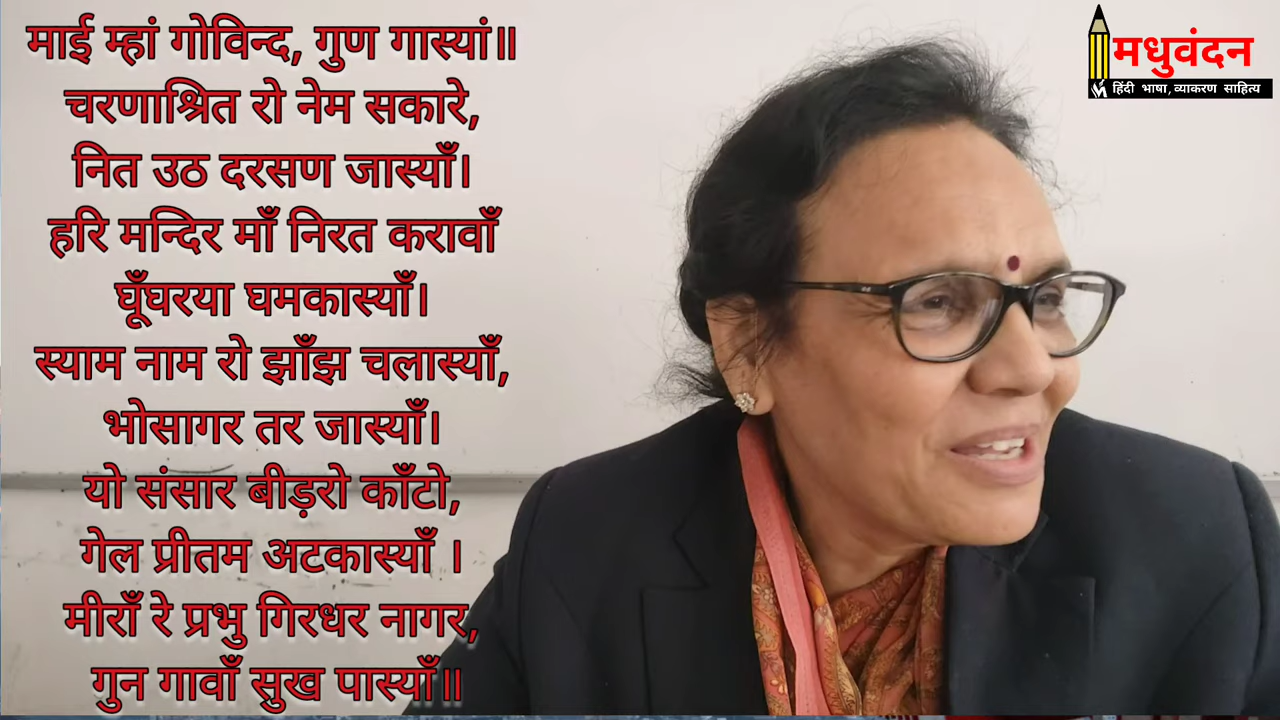 माई म्हां गोविन्द, गुण गास्यां॥
चरणाश्रित रो नेम सकारे,
नित उठ दरसण जास्याँ।
हरि मन्दिर माँ निरत करावाँ
घूँघरया घमकास्याँ।
स्याम नाम रो झाँझ चलास्याँ,
भोसागर तर जास्याँ।
यो संसार बीड़रो काँटो,
गेल प्रीतम अटकास्याँ ।
मीराँ रे प्रभु गिरधर नागर,
गुन गावाँ सुख पास्याँ॥
मधुवंदन
हिंदी भाषा, व्याकरण साहित्य